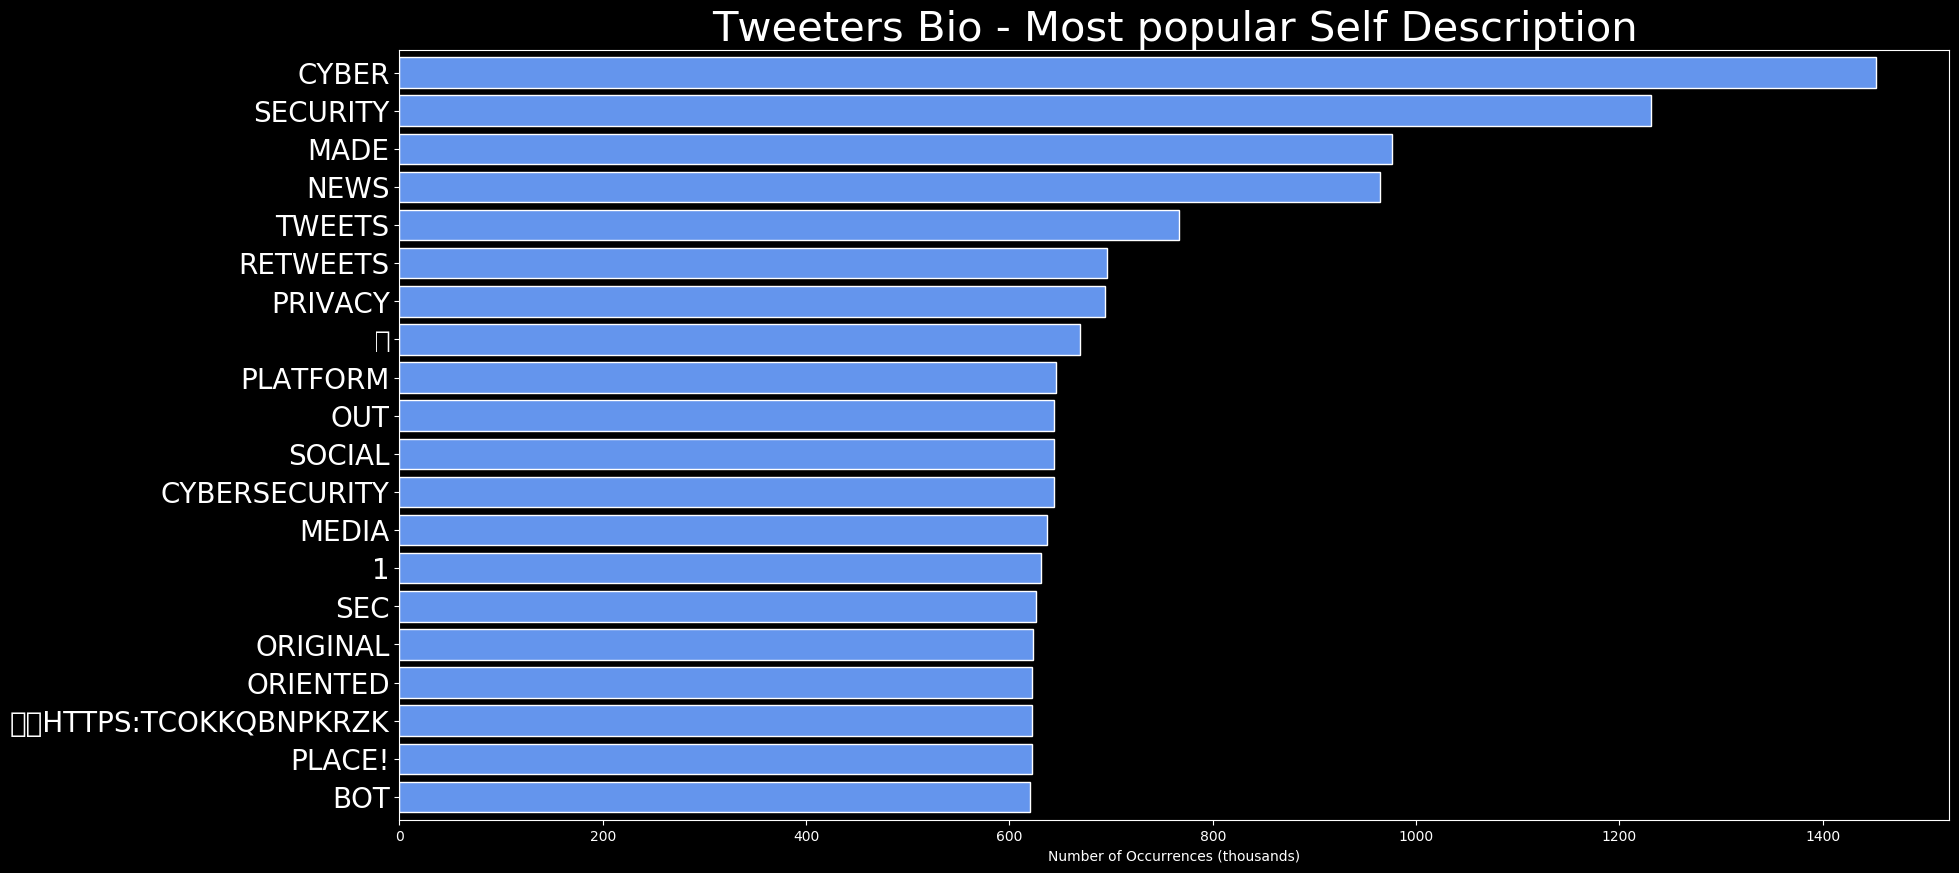 Tweeters Bio - Most popular Self Description
CYBER
SECURITY
MADE
NEWS
TWEETS
RETWEETS
PRIVACY
PLATFORM
OUT
SOCIAL
CYBERSECURITY
MEDIA
1
SEC
ORIGINAL
ORIENTED
HTTPS:TCOKKQBNPKRZK
PLACE!
BOT
0 200 400 600 800 1000 1200 1400
Number of Occurrences (thousands)